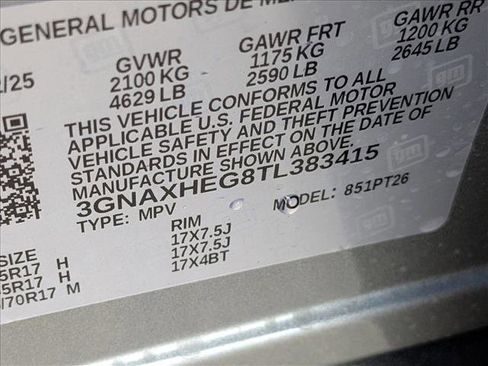 GENERAL MOTORS DE
/25
GVWR
GAWR FRT
GAWR RR
2100 KG
1175 KG
1200 KG
4629 LB
2590 LB
2645 LB
THIS VEHICLE CONFORMS TO ALL
APPLICABLE U.S. FEDERAL MOTOR
VEHICLE SAFETY AND THEFT PREVENTION
STANDARDS IN EFFECT ON THE DATE OF
MANUFACTURE SHOWN ABOVE.
3GNAXHEG8TL383415
TYPE: MPV
MODEL: 851PT26
SIZE
RIM
5R17 H
17X7.5J
5R17 H
17X7.5J
/70R17 M
17X4BT
gm